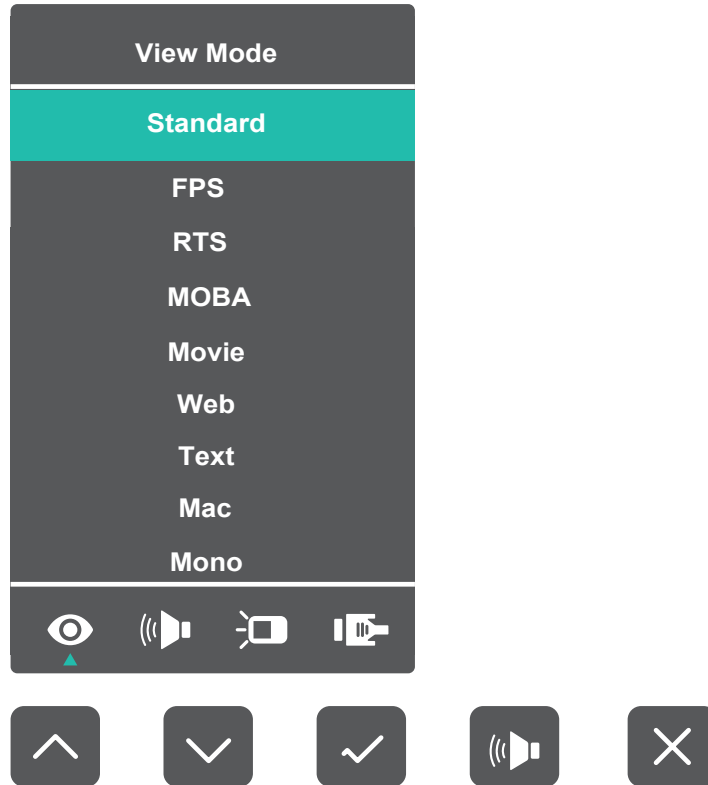 View Mode
Standard
FPS
RTS
MOBA
Movie
Web
Text
Mac
Mono